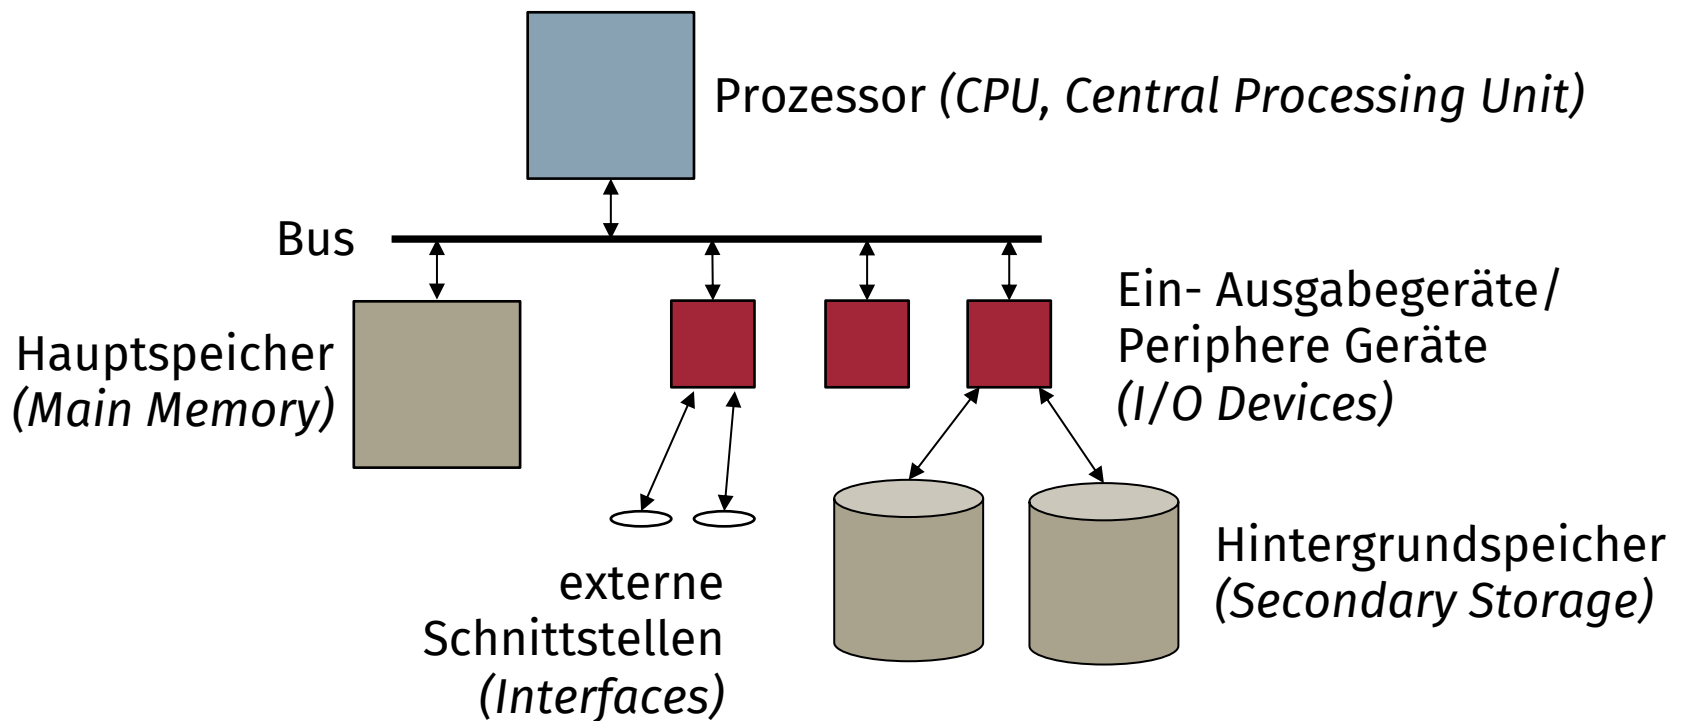 Prozessor (CPU, Central Processing Unit)
Bus
Hauptspeicher
(Main Memory)
Ein- Ausgabegeräte/
Periphere Geräte
(I/O Devices)
externe
Schnittstellen
(Interfaces)
Hintergrundspeicher
(Secondary Storage)